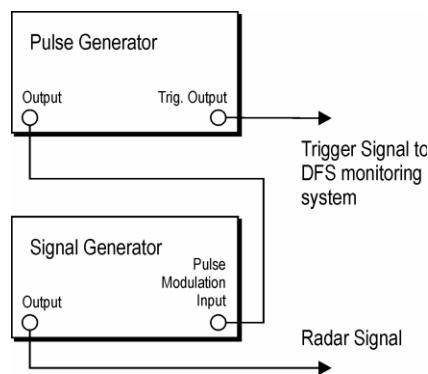 Pulse Generator
Output
Trig. Output
Trigger Signal to
DFS monitoring
system
Signal Generator
Pulse
Modulation
Input
Output
Radar Signal